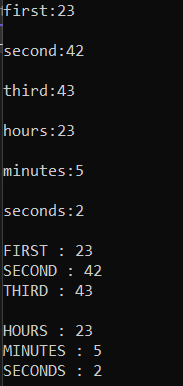 first:23
second:42
third:43
hours:23
minutes:5
seconds:2
FIRST : 23
SECOND : 42
THIRD : 43
HOURS : 23
MINUTES : 5
SECONDS : 2